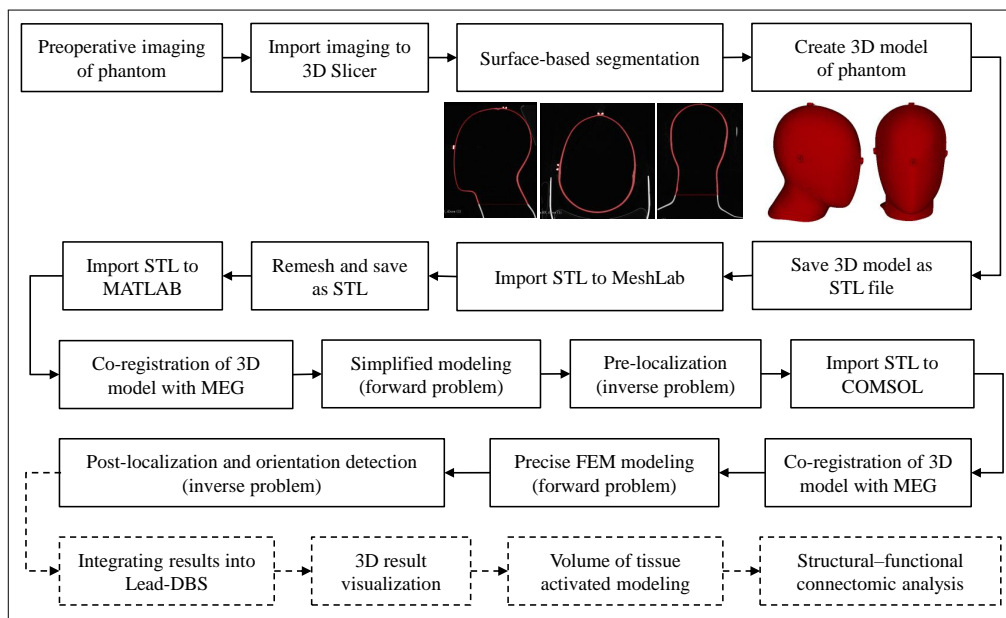 Preoperative imaging
of phantom
Import imaging to
3D Slicer
Surface-based segmentation
Create 3D model
of phantom
Import STL to
MATLAB
Remesh and save
as STL
Import STL to MeshLab
Save 3D model as
STL file
Co-registration of 3D
model with MEG
Simplified modeling
(forward problem)
Pre-localization
(inverse problem)
Import STL to
COMSOL
Post-localization and orientation detection
(inverse problem)
Precise FEM modeling
(forward problem)
Co-registration of 3D
model with MEG
Integrating results into
Lead-DBS
3D result
visualization
Volume of tissue
activated modeling
Structural–functional
connectomic analysis